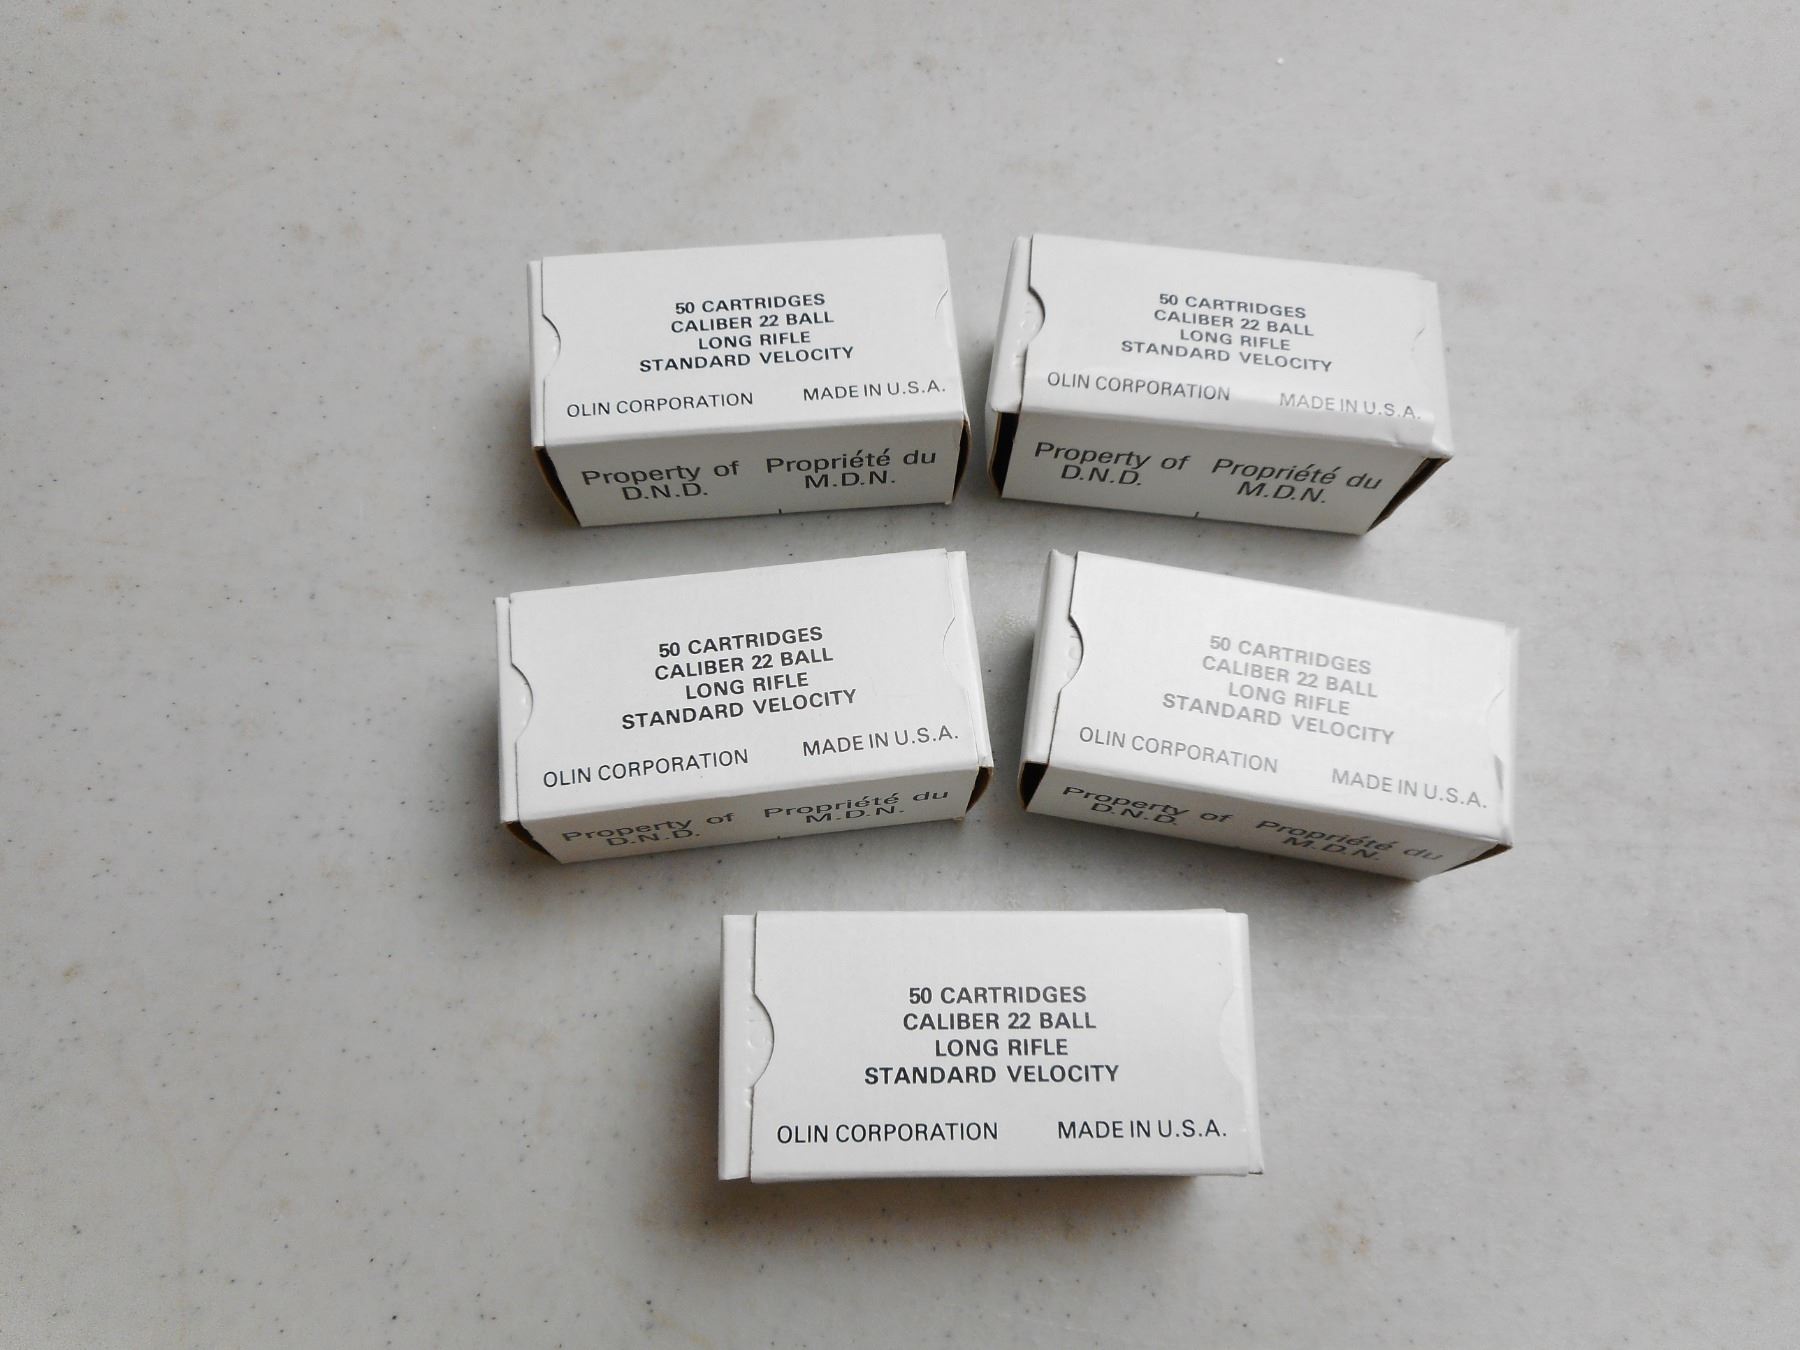 50 CARTRIDGES
CALIBER 22 BALL
LONG RIFLE
STANDARD VELOCITY
OLIN CORPORATION MADE IN U.S.A.
Property of Propriété du
D.N.D. M.D.N.
50 CARTRIDGES
CALIBER 22 BALL
LONG RIFLE
STANDARD VELOCITY
OLIN CORPORATION MADE IN U.S.A.
Property of Propriété du
D.N.D. M.D.N.
50 CARTRIDGES
CALIBER 22 BALL
LONG RIFLE
STANDARD VELOCITY
OLIN CORPORATION MADE IN U.S.A.
Property of Propriété du
D.N.D. M.D.N.
50 CARTRIDGES
CALIBER 22 BALL
LONG RIFLE
STANDARD VELOCITY
OLIN CORPORATION MADE IN U.S.A.
Property of Propriété du
D.N.D. M.D.N.
50 CARTRIDGES
CALIBER 22 BALL
LONG RIFLE
STANDARD VELOCITY
OLIN CORPORATION MADE IN U.S.A.